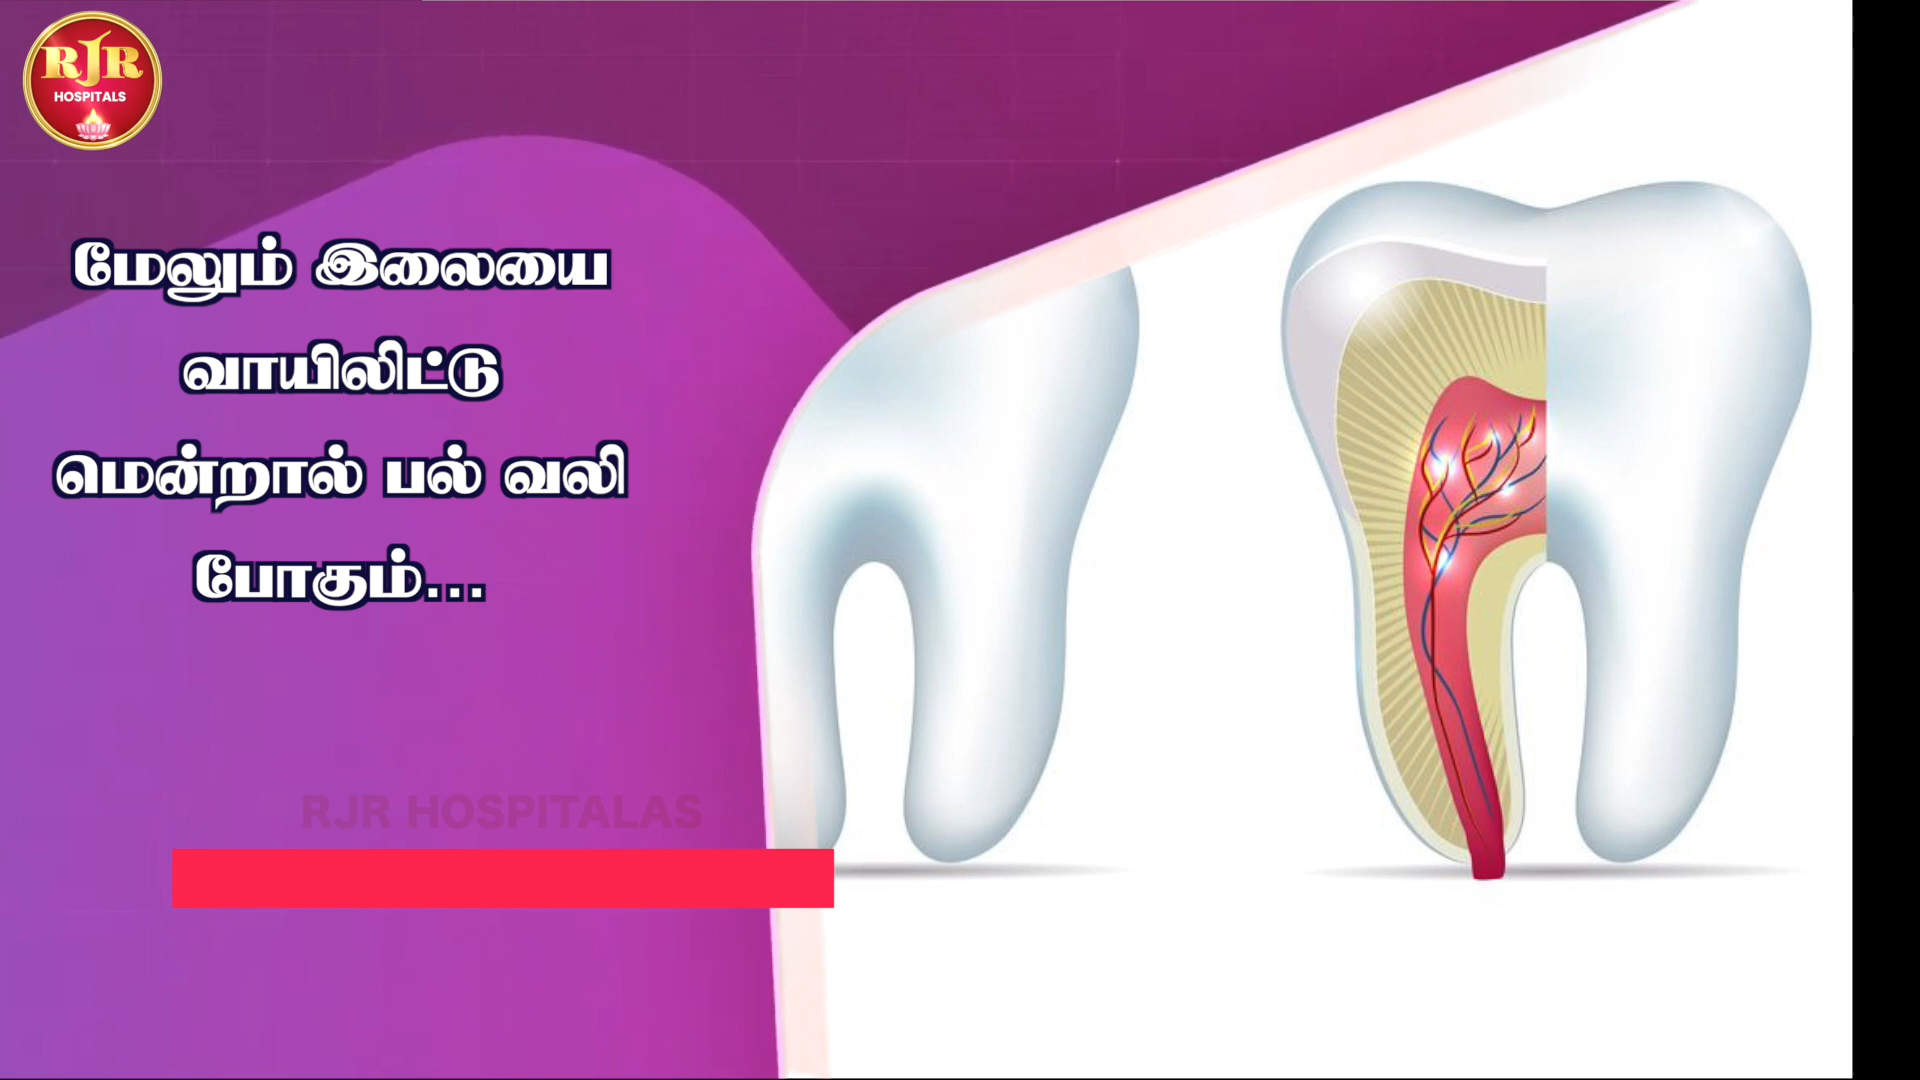 RJR
HOSPITALS
மேலும் இலையை
வாயிலிட்டு
மென்றால் பல் வலி
போகும்...
RJR HOSPITALAS